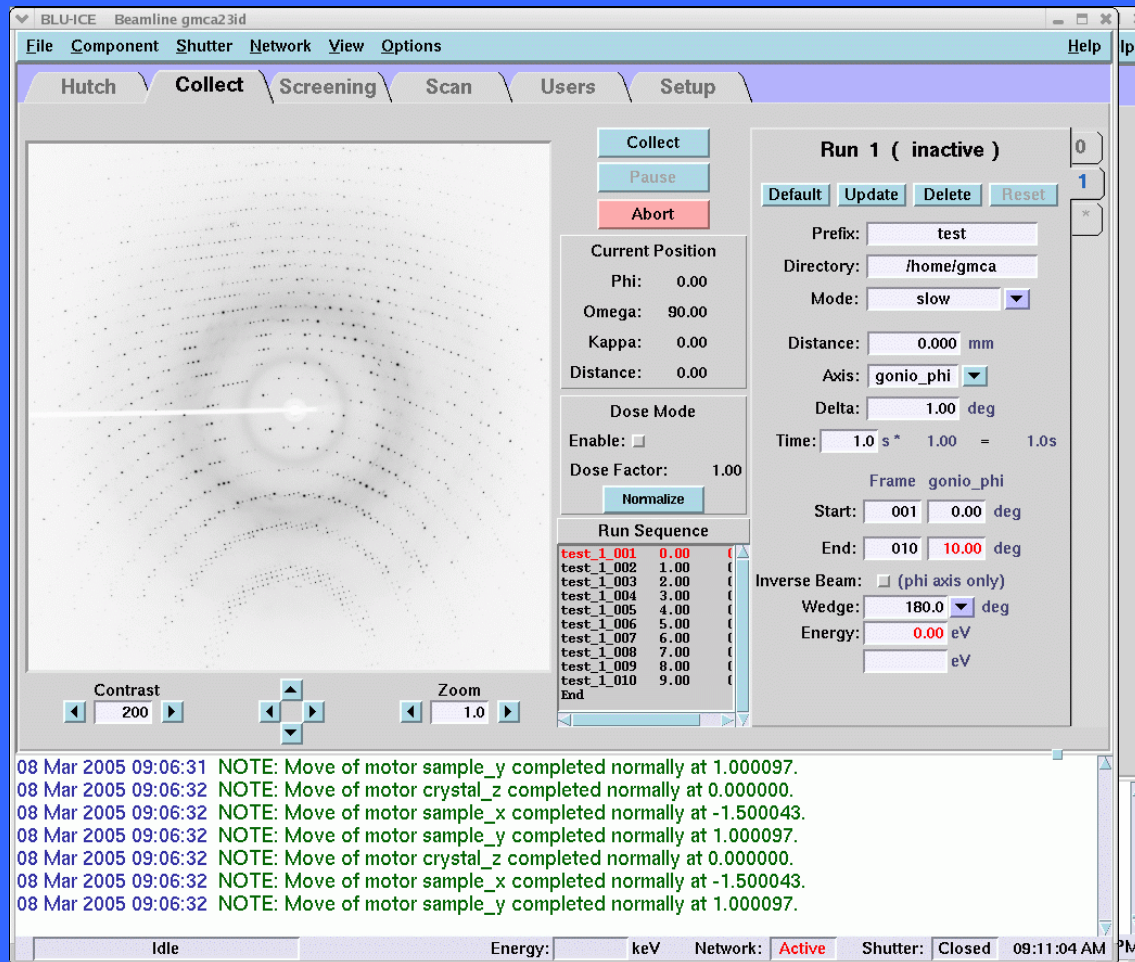 BLU-ICE Beamline gmca23id
File Component Shutter Network View Options Help
lp
Hutch Collect Screening Scan Users Setup
Collect
Pause
Abort
Current Position
Phi: 0.00
Omega: 90.00
Kappa: 0.00
Distance: 0.00
Dose Mode
Enable:
Dose Factor: 1.00
Normalize
Run Sequence
test_1_001 0.00
test_1_002 1.00
test_1_003 2.00
test_1_004 3.00
test_1_005 4.00
test_1_006 5.00
test_1_007 6.00
test_1_008 7.00
test_1_009 8.00
test_1_010 9.00
End
Run 1 ( inactive )
0
1
*
Default Update Delete Reset
Prefix: test
Directory: /home/gmca
Mode: slow
Distance: 0.000 mm
Axis: gonio_phi
Delta: 1.00 deg
Time: 1.0 s * 1.00 = 1.0s
Frame gonio_phi
Start: 001 0.00 deg
End: 010 10.00 deg
Inverse Beam: (phi axis only)
Wedge: 180.0 deg
Energy: 0.00 eV
eV
Contrast
200
Zoom
1.0
08 Mar 2005 09:06:31 NOTE: Move of motor sample_y completed normally at 1.000097.
08 Mar 2005 09:06:32 NOTE: Move of motor crystal_z completed normally at 0.000000.
08 Mar 2005 09:06:32 NOTE: Move of motor sample_x completed normally at -1.500043.
08 Mar 2005 09:06:32 NOTE: Move of motor sample_y completed normally at 1.000097.
08 Mar 2005 09:06:32 NOTE: Move of motor crystal_z completed normally at 0.000000.
08 Mar 2005 09:06:32 NOTE: Move of motor sample_x completed normally at -1.500043.
08 Mar 2005 09:06:32 NOTE: Move of motor sample_y completed normally at 1.000097.
Idle Energy: keV Network: Active Shutter: Closed 09:11:04 AM PM